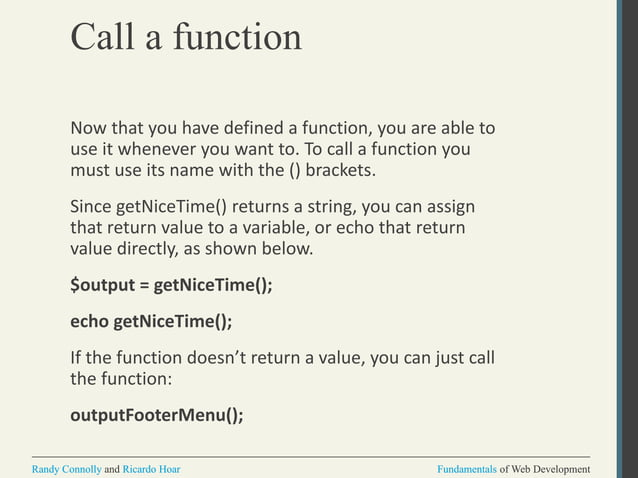 Call a function
Now that you have defined a function, you are able to
use it whenever you want to. To call a function you
must use its name with the () brackets.
Since getNiceTime() returns a string, you can assign
that return value to a variable, or echo that return
value directly, as shown below.
$output = getNiceTime();
echo getNiceTime();
If the function doesn’t return a value, you can just call
the function:
outputFooterMenu();
Randy Connolly and Ricardo Hoar
Fundamentals of Web Development